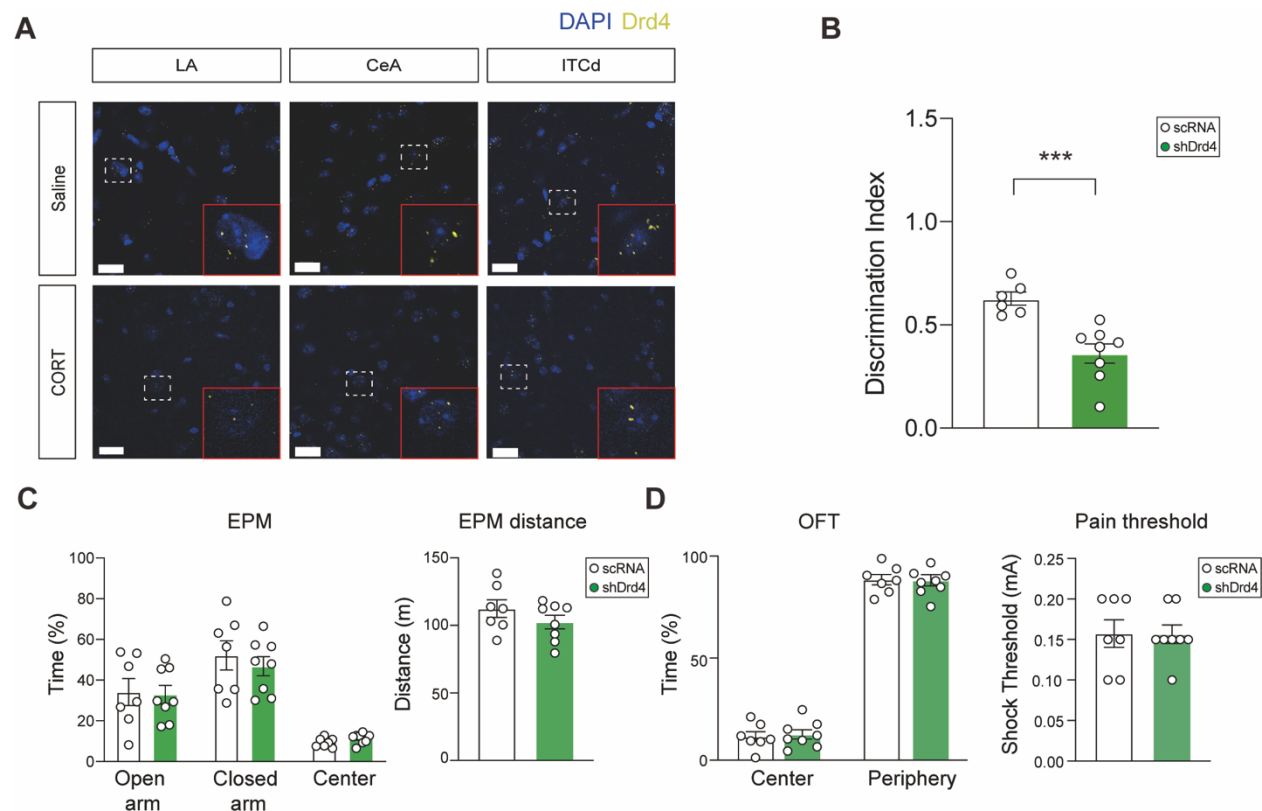 A
DAPI Drd4
LA
CeA
ITCd
Saline
CORT
B
Discrimination Index
1.5
1.0
0.5
0.0
***
scRNA
shDrd4
C
EPM
Time (%)
100
80
60
40
20
0
Open arm
Closed arm
Center
EPM distance
Distance (m)
150
100
50
0
scRNA
shDrd4
D
OFT
Time (%)
100
50
0
Center
Periphery
Pain threshold
Shock Threshold (mA)
0.25
0.20
0.15
0.10
0.05
0.00
scRNA
shDrd4